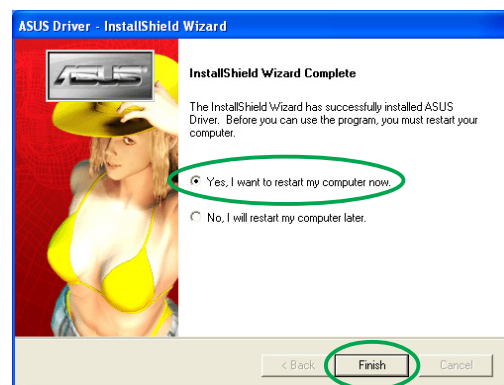 ASUS Driver - InstallShield Wizard
ASUS
InstallShield Wizard Complete
The InstallShield Wizard has successfully installed ASUS
Driver. Before you can use the program, you must restart your
computer.
Yes, I want to restart my computer now.
No, I will restart my computer later.
< Back
Finish
Cancel